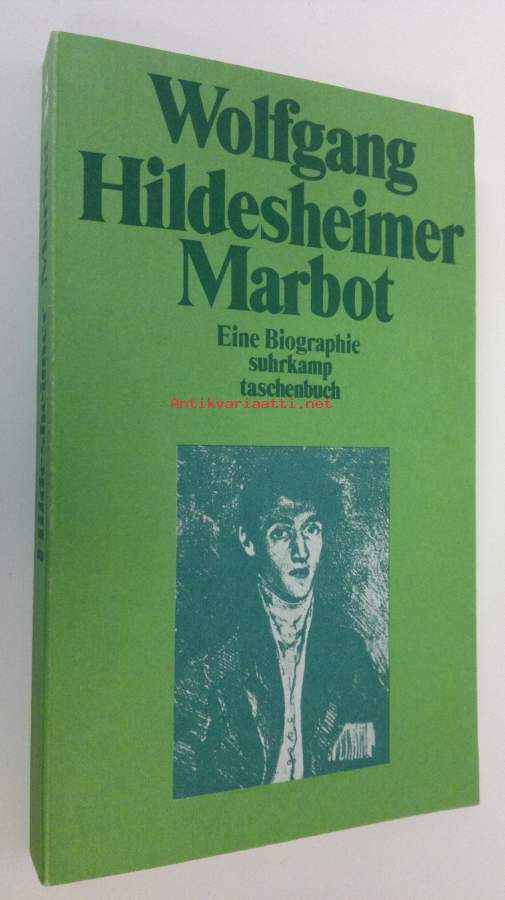 Wolfgang
Hildesheimer
Marbot
Eine Biographie
suhrkamp
taschenbuch
Antikvariaatti.net